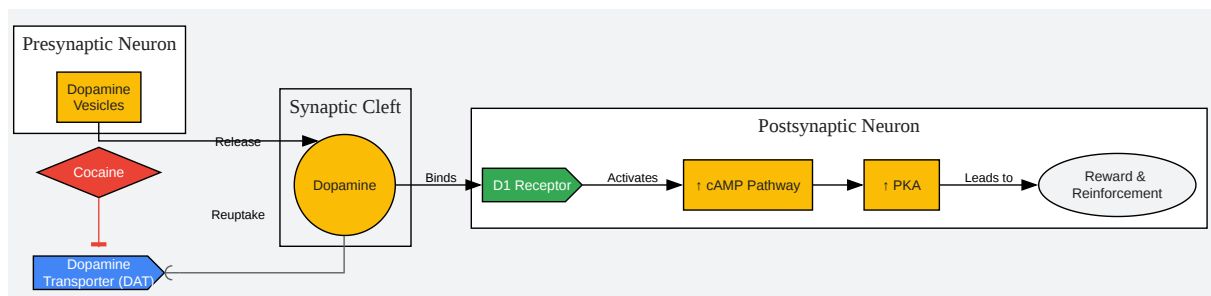 Presynaptic Neuron
Dopamine
Vesicles
Release
Cocaine
Reuptake
Dopamine
Transporter (DAT)
Synaptic Cleft
Dopamine
Binds
Postsynaptic Neuron
D1 Receptor
Activates
↑ cAMP Pathway
↑ PKA
Leads to
Reward &
Reinforcement